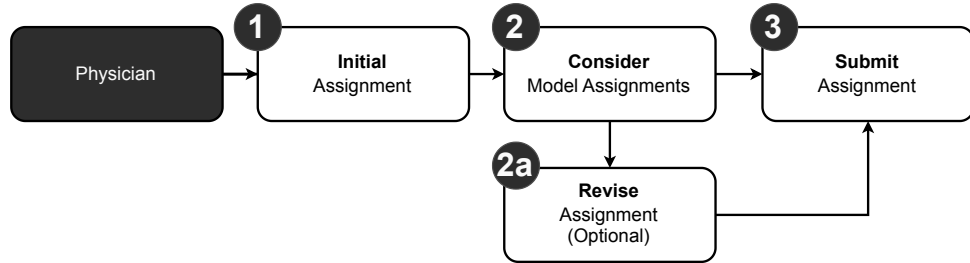 Physician
1
Initial
Assignment
2
Consider
Model Assignments
3
Submit
Assignment
2a
Revise
Assignment
(Optional)